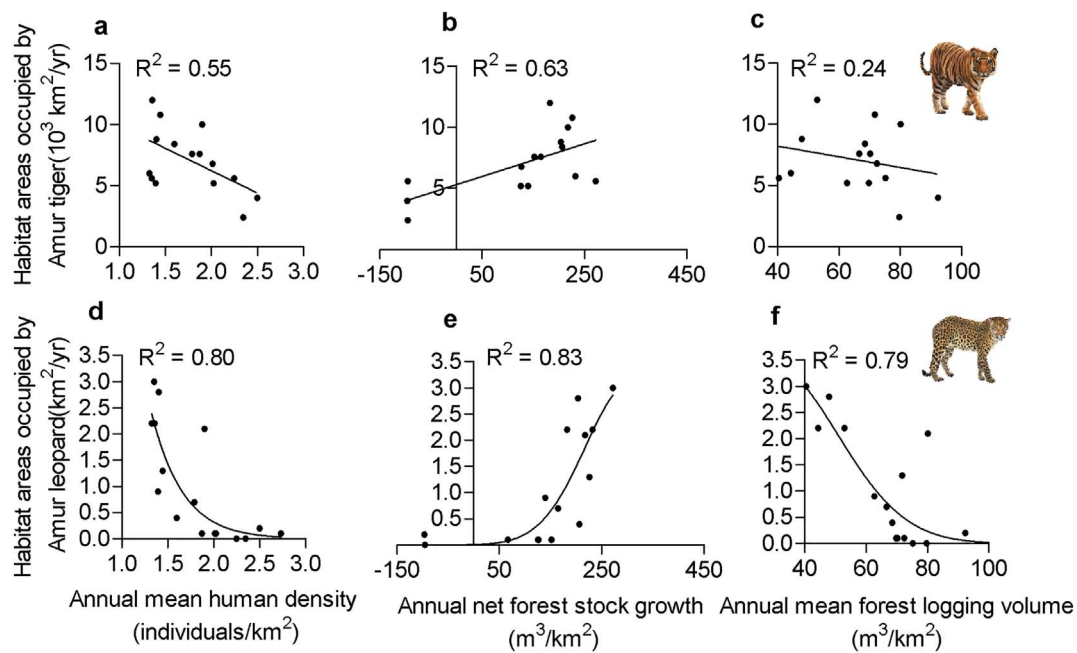 a
b
c
Habitat areas occupied by
Amur tiger(10³ km²/yr)
R² = 0.55
15
10
5
0
1.0 1.5 2.0 2.5 3.0
R² = 0.63
15
10
5
-150 50 250 450
R² = 0.24
15
10
5
0
40 60 80 100
d
e
f
Habitat areas occupied by
Amur leopard(km²/yr)
R² = 0.80
3.5
3.0
2.5
2.0
1.5
1.0
0.5
0.0
1.0 1.5 2.0 2.5 3.0
Annual mean human density
(individuals/km²)
R² = 0.83
3.5
3.0
2.5
2.0
1.5
1.0
0.5
-150 50 250 450
Annual net forest stock growth
(m³/km²)
R² = 0.79
3.5
3.0
2.5
2.0
1.5
1.0
0.5
0.0
40 60 80 100
Annual mean forest logging volume
(m³/km²)